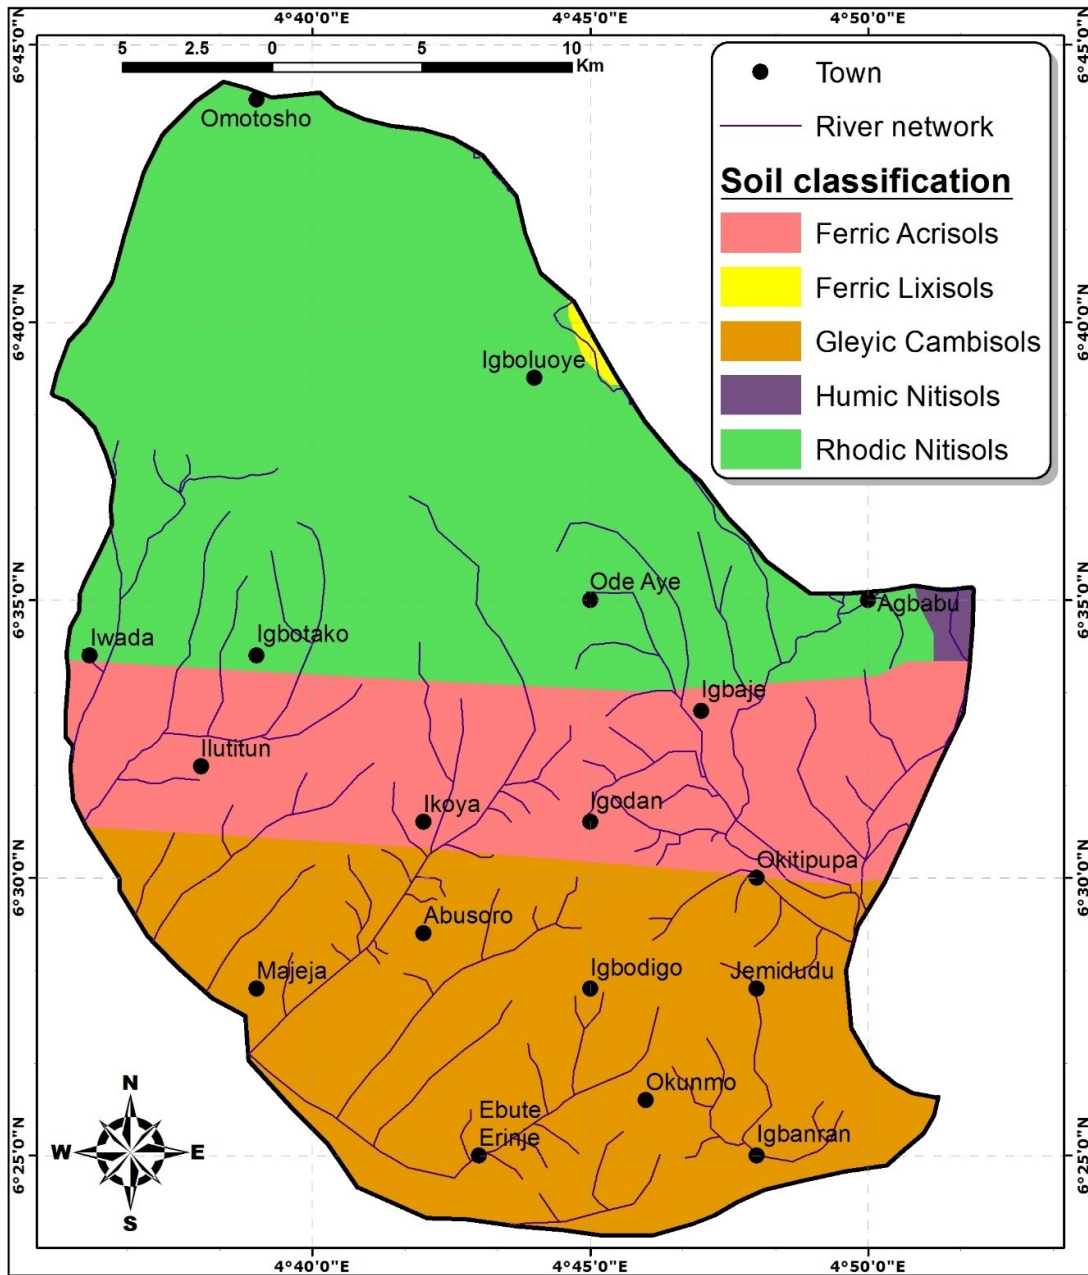 4°40'0"E
4°45'0"E
4°50'0"E
6°45'0"N
6°45'0"N
5
2.5
0
5
10
Km
Town
River network
Soil classification
Ferric Acrisols
Ferric Lixisols
Gleyic Cambisols
Humic Nitisols
Rhodic Nitisols
Omotosho
6°40'0"N
6°40'0"N
Igboluoye
6°35'0"N
6°35'0"N
Ode Aye
Agbabu
Iwada
Igbotako
Igbaje
Ilutitun
Ikoya
Igodan
Okitipupa
6°30'0"N
6°30'0"N
Abusoro
Majeja
Igbodigo
Jemidudu
Okunmo
Ebute
Erinje
Igbanran
N
W
E
S
6°25'0"N
6°25'0"N
4°40'0"E
4°45'0"E
4°50'0"E